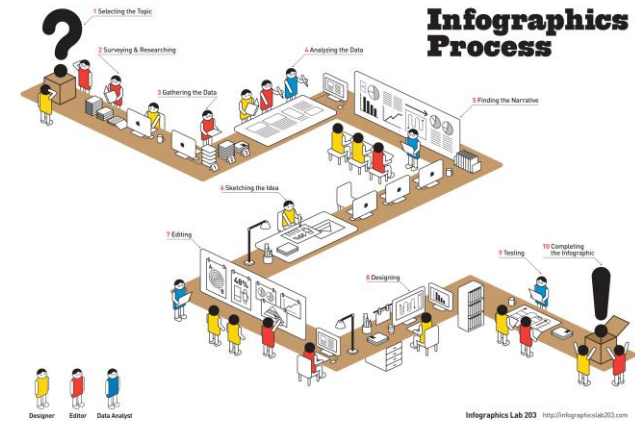 Infographics
Process
1 Selecting the Topic
2 Surveying & Researching
3 Gathering the Data
4 Analyzing the Data
5 Finding the Narrative
6 Sketching the Idea
7 Editing
48%
8 Designing
9 Testing
10 Completing
the Infographic
Designer
Editor
Data Analyst
Infographics Lab 203 http://infographicslab203.com